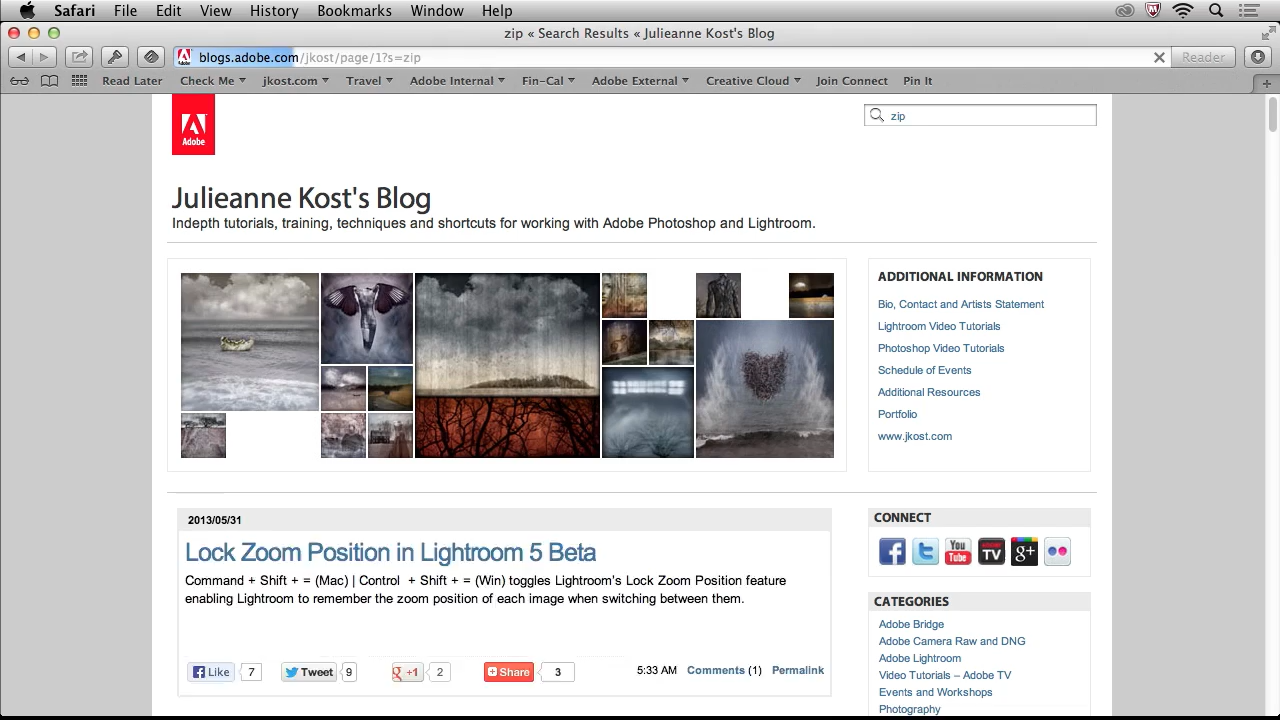 Safari File Edit View History Bookmarks Window Help
zip « Search Results « Julieanne Kost's Blog
blogs.adobe.com/jkost/page/1?s=zip
Reader
Read Later Check Me jkost.com Travel Adobe Internal Fin-Cal Adobe External Creative Cloud Join Connect Pin It
Adobe
zip
Julieanne Kost's Blog
Indepth tutorials, training, techniques and shortcuts for working with Adobe Photoshop and Lightroom.
ADDITIONAL INFORMATION
Bio, Contact and Artists Statement
Lightroom Video Tutorials
Photoshop Video Tutorials
Schedule of Events
Additional Resources
Portfolio
www.jkost.com
2013/05/31
Lock Zoom Position in Lightroom 5 Beta
Command + Shift + = (Mac) | Control + Shift + = (Win) toggles Lightroom's Lock Zoom Position feature
enabling Lightroom to remember the zoom position of each image when switching between them.
Like 7 Tweet 9 +1 2 Share 3 5:33 AM Comments (1) Permalink
CONNECT
You Tube TV g+
CATEGORIES
Adobe Bridge
Adobe Camera Raw and DNG
Adobe Lightroom
Video Tutorials – Adobe TV
Events and Workshops
Photography